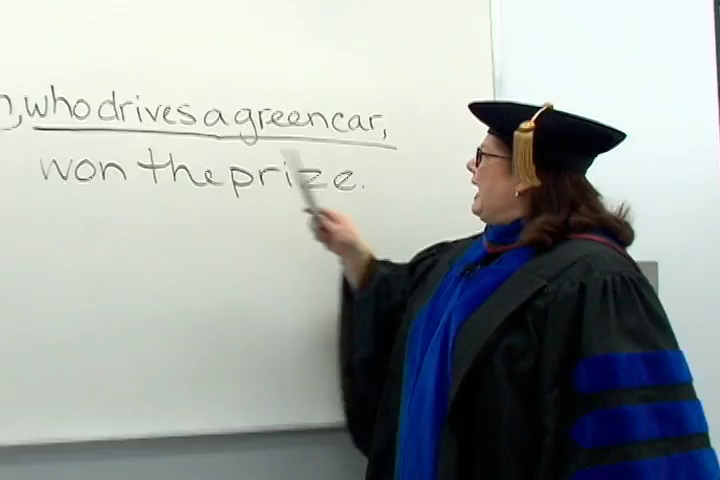 , who drives a green car,
won the prize.